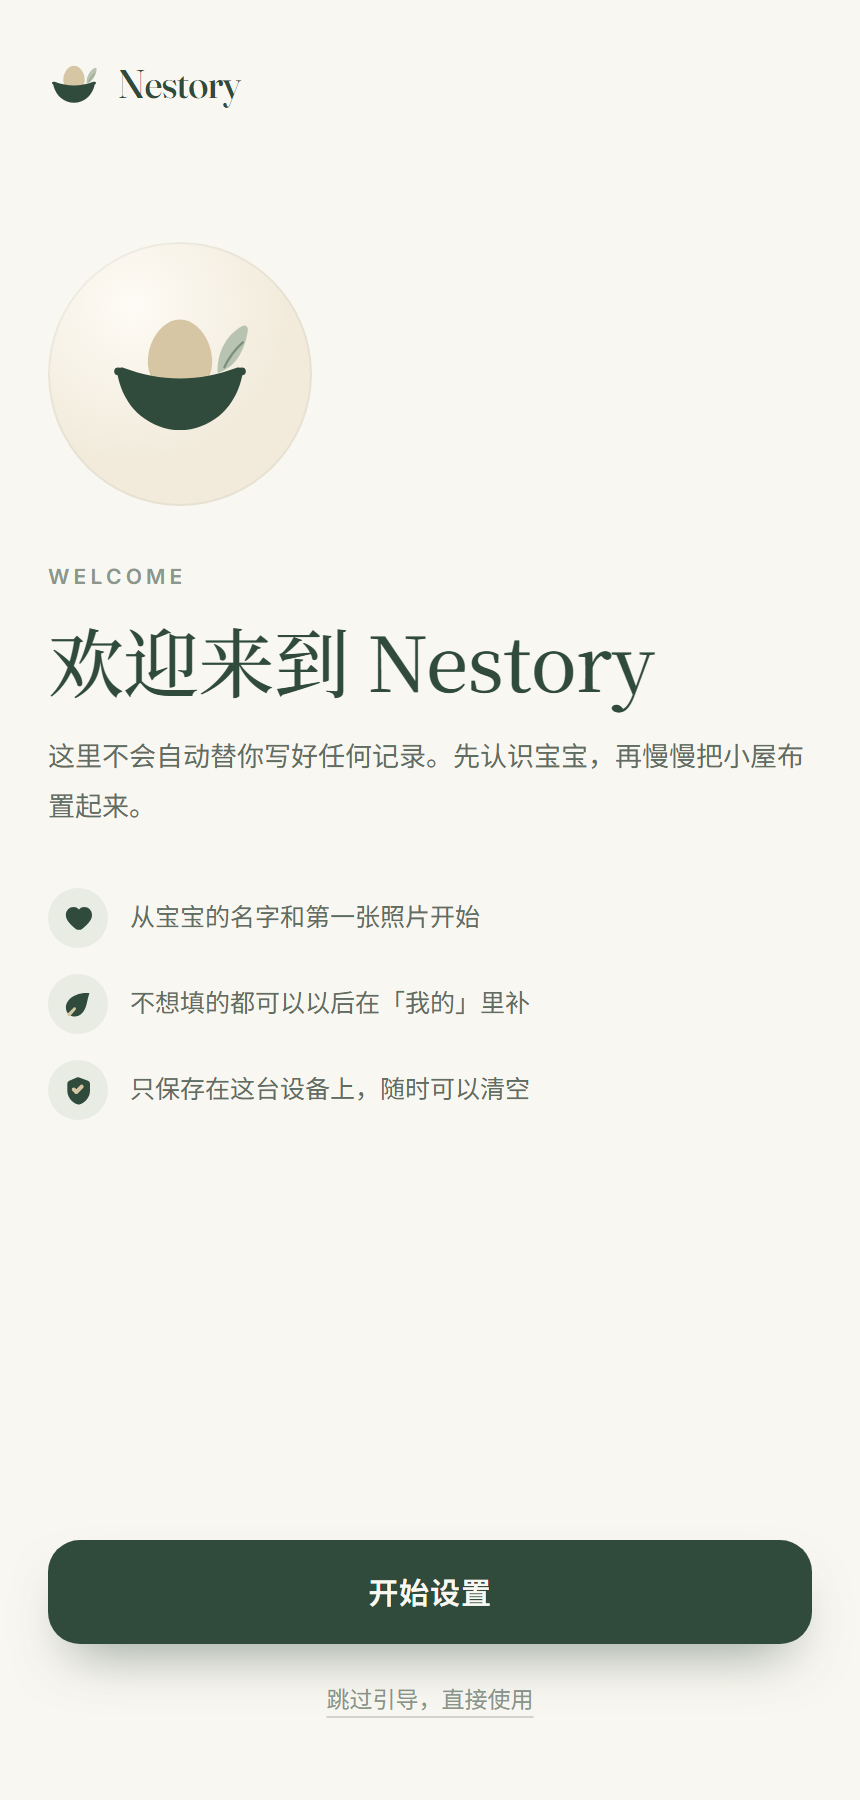 Nestory
WELCOME
欢迎来到 Nestory
这里不会自动替你写好任何记录。先认识宝宝，再慢慢把小屋布
置起来。
从宝宝的名字和第一张照片开始
不想填的都可以以后在「我的」里补
只保存在这台设备上，随时可以清空
开始设置
跳过引导，直接使用